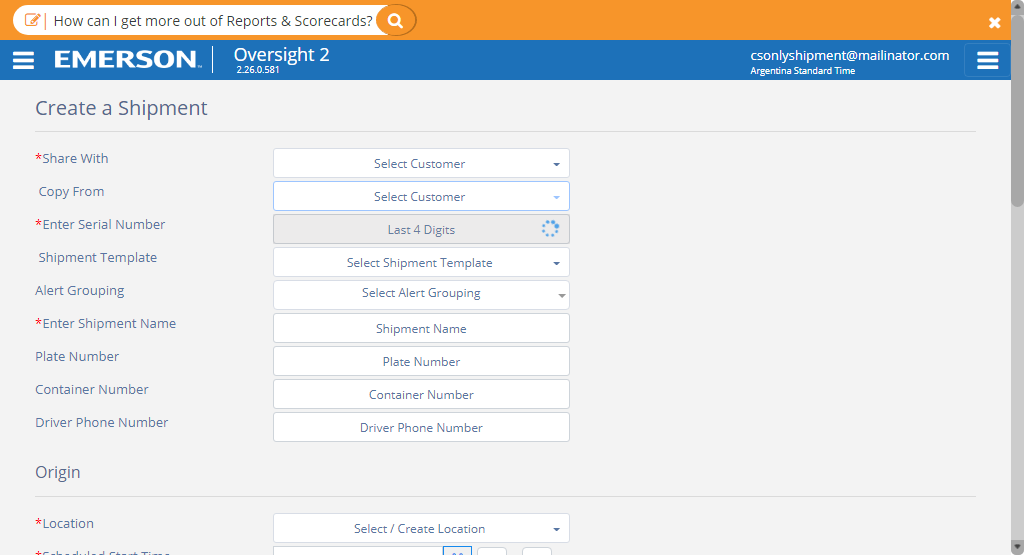 How can I get more out of Reports & Scorecards?
EMERSON.
Oversight 2
2.26.0.581
csonlyshipment@mailinator.com
Argentina Standard Time
Create a Shipment
*Share With
Select Customer
Copy From
Select Customer
*Enter Serial Number
Last 4 Digits
Shipment Template
Select Shipment Template
Alert Grouping
Select Alert Grouping
*Enter Shipment Name
Shipment Name
Plate Number
Plate Number
Container Number
Container Number
Driver Phone Number
Driver Phone Number
Origin
*Location
Select / Create Location
*Scheduled Start Time